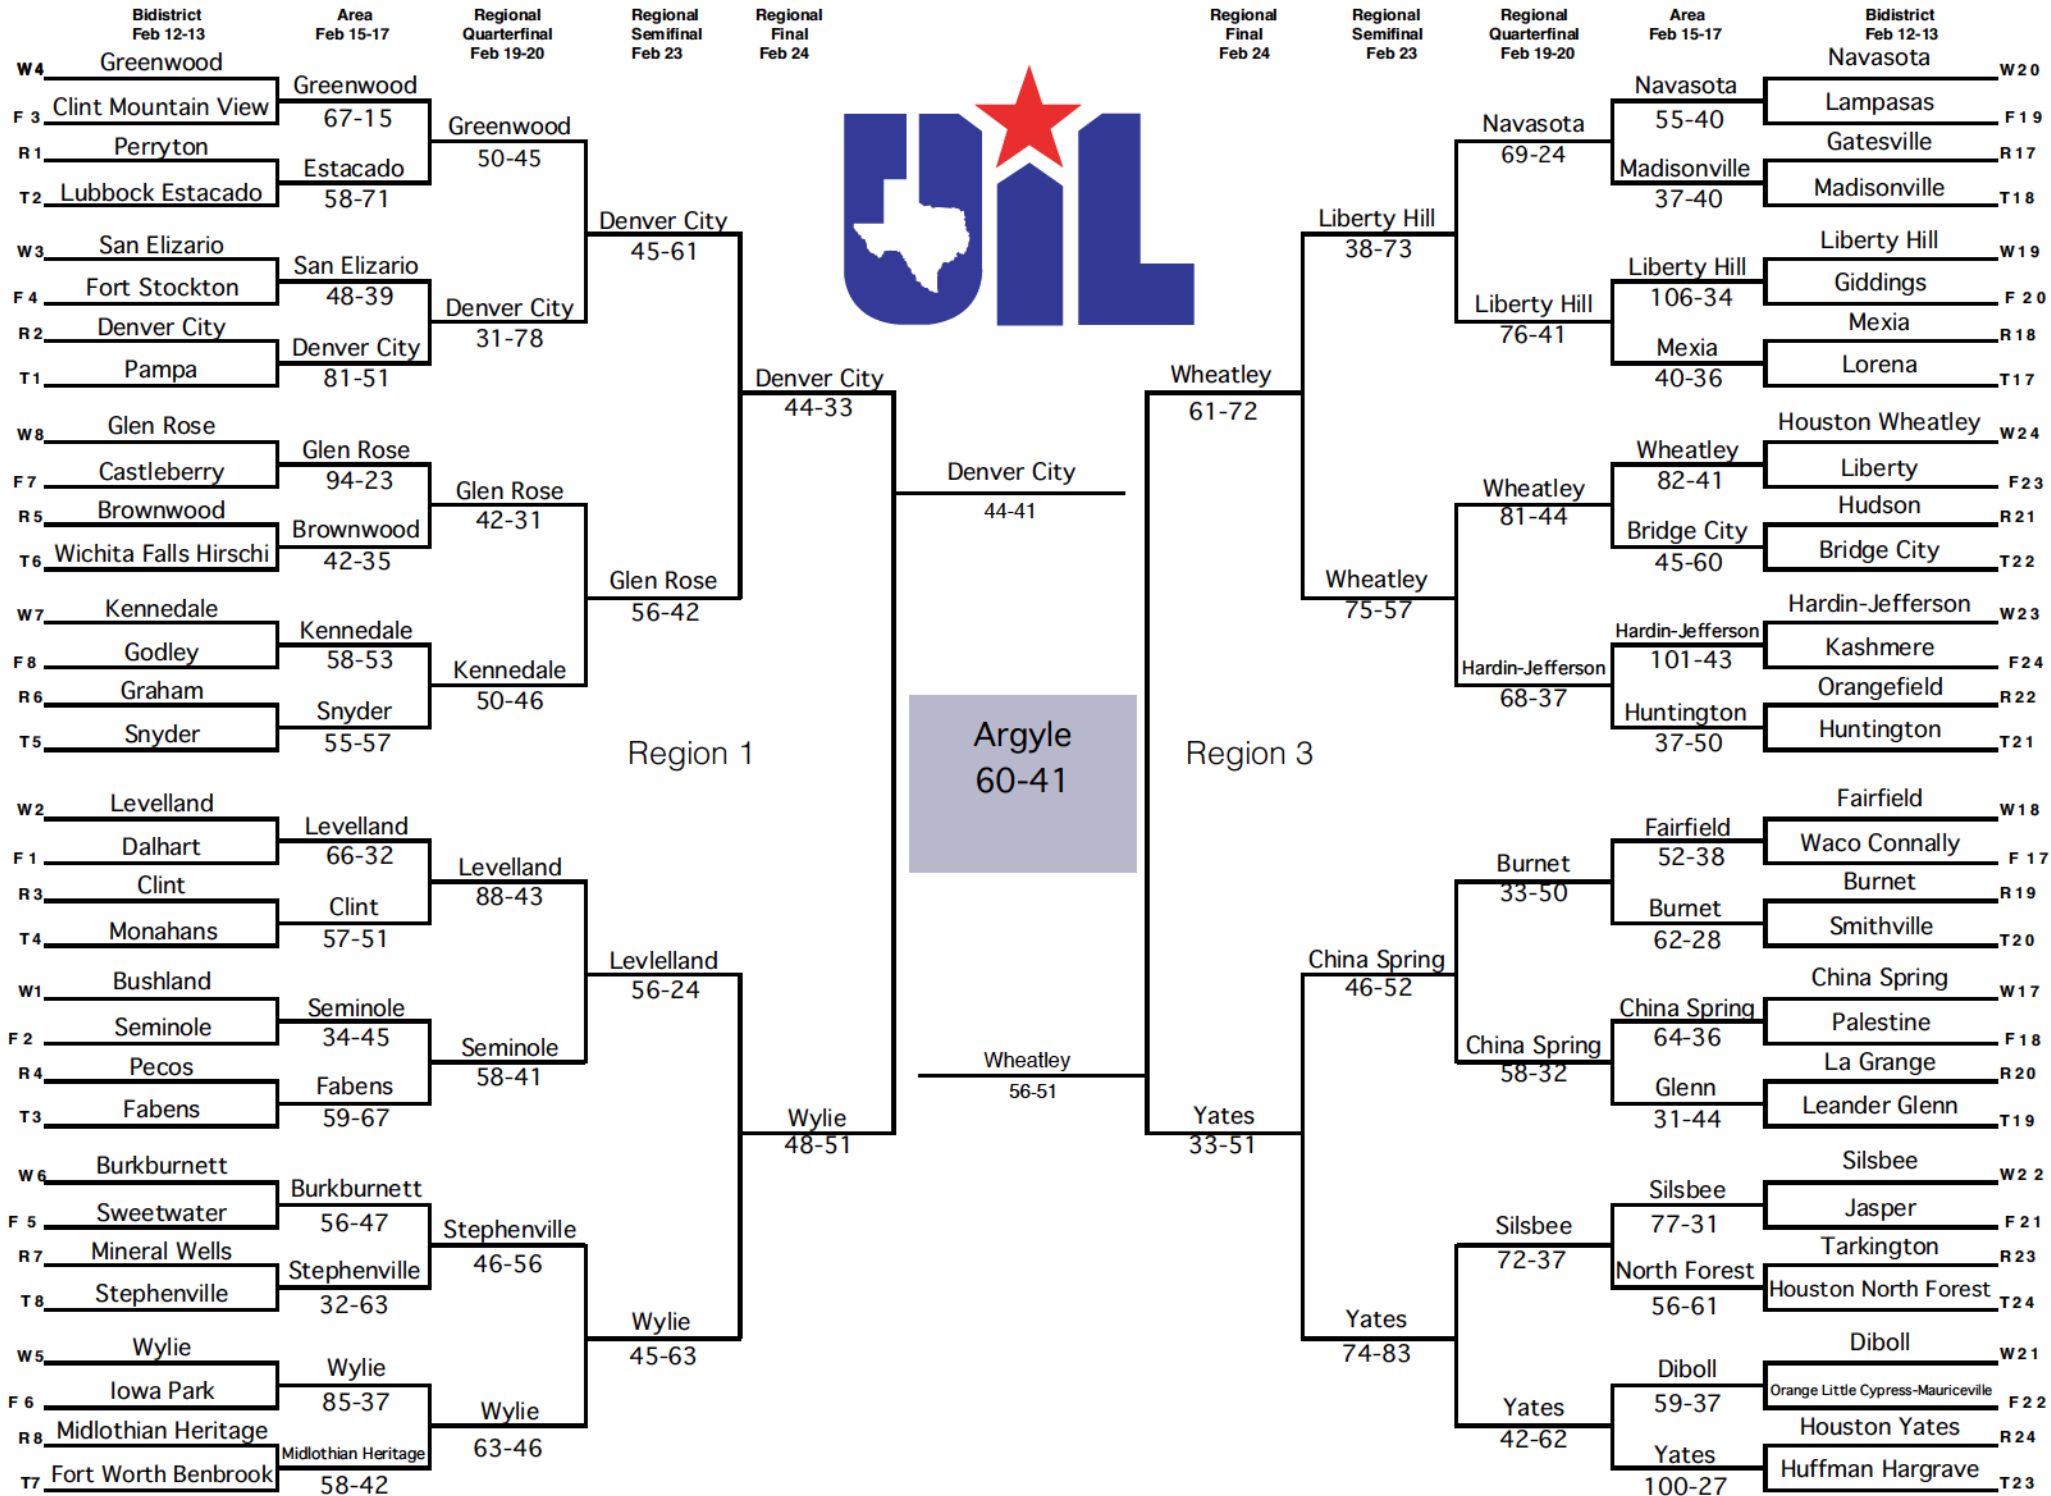 Bidistrict
Feb 12-13
Area
Feb 15-17
Regional
Quarterfinal
Feb 19-20
Regional
Semifinal
Feb 23
Regional
Final
Feb 24
Regional
Final
Feb 24
Regional
Semifinal
Feb 23
Regional
Quarterfinal
Feb 19-20
Area
Feb 15-17
Bidistrict
Feb 12-13
W4 Greenwood
F 3 Clint Mountain View
R1 Perryton
T2 Lubbock Estacado
W3 San Elizario
F 4 Fort Stockton
R2 Denver City
T1 Pampa
W8 Glen Rose
F7 Castleberry
R5 Brownwood
T6 Wichita Falls Hirschi
W7 Kennedale
F8 Godley
R6 Graham
T5 Snyder
W2 Levelland
F1 Dalhart
R3 Clint
T4 Monahans
W1 Bushland
F 2 Seminole
R4 Pecos
T3 Fabens
W6 Burkburnett
F 5 Sweetwater
R7 Mineral Wells
T8 Stephenville
W5 Wylie
F 6 Iowa Park
R8 Midlothian Heritage
T7 Fort Worth Benbrook
Greenwood
67-15
Estacado
58-71
San Elizario
48-39
Denver City
81-51
Glen Rose
94-23
Brownwood
42-35
Kennedale
58-53
Snyder
55-57
Levelland
66-32
Clint
57-51
Seminole
34-45
Fabens
59-67
Burkburnett
56-47
Stephenville
32-63
Wylie
85-37
Midlothian Heritage
58-42
Greenwood
50-45
Denver City
31-78
Glen Rose
42-31
Kennedale
50-46
Levelland
88-43
Seminole
58-41
Stephenville
46-56
Wylie
63-46
Denver City
45-61
Glen Rose
56-42
Levlelland
56-24
Wylie
45-63
Denver City
44-33
Wylie
48-51
Region 1
UIL
Denver City
44-41
Argyle
60-41
Wheatley
56-51
Region 3
Wheatley
61-72
Yates
33-51
Liberty Hill
38-73
Wheatley
75-57
China Spring
46-52
Yates
74-83
Navasota
69-24
Liberty Hill
76-41
Wheatley
81-44
Hardin-Jefferson
68-37
Burnet
33-50
China Spring
58-32
Silsbee
72-37
Yates
42-62
Navasota
55-40
Madisonville
37-40
Liberty Hill
106-34
Mexia
40-36
Wheatley
82-41
Bridge City
45-60
Hardin-Jefferson
101-43
Huntington
37-50
Fairfield
52-38
Burnet
62-28
China Spring
64-36
Glenn
31-44
Silsbee
77-31
North Forest
56-61
Diboll
59-37
Yates
100-27
Navasota W20
Lampasas F19
Gatesville R17
Madisonville T18
Liberty Hill W19
Giddings F 20
Mexia R18
Lorena T17
Houston Wheatley W24
Liberty F23
Hudson R21
Bridge City T22
Hardin-Jefferson W23
Kashmere F24
Orangefield R22
Huntington T21
Fairfield W18
Waco Connally F 17
Burnet R19
Smithville T20
China Spring W17
Palestine F18
La Grange R20
Leander Glenn T19
Silsbee W2 2
Jasper F21
Tarkington R23
Houston North Forest T24
Diboll W21
Orange Little Cypress-Mauriceville F22
Houston Yates R24
Huffman Hargrave T23